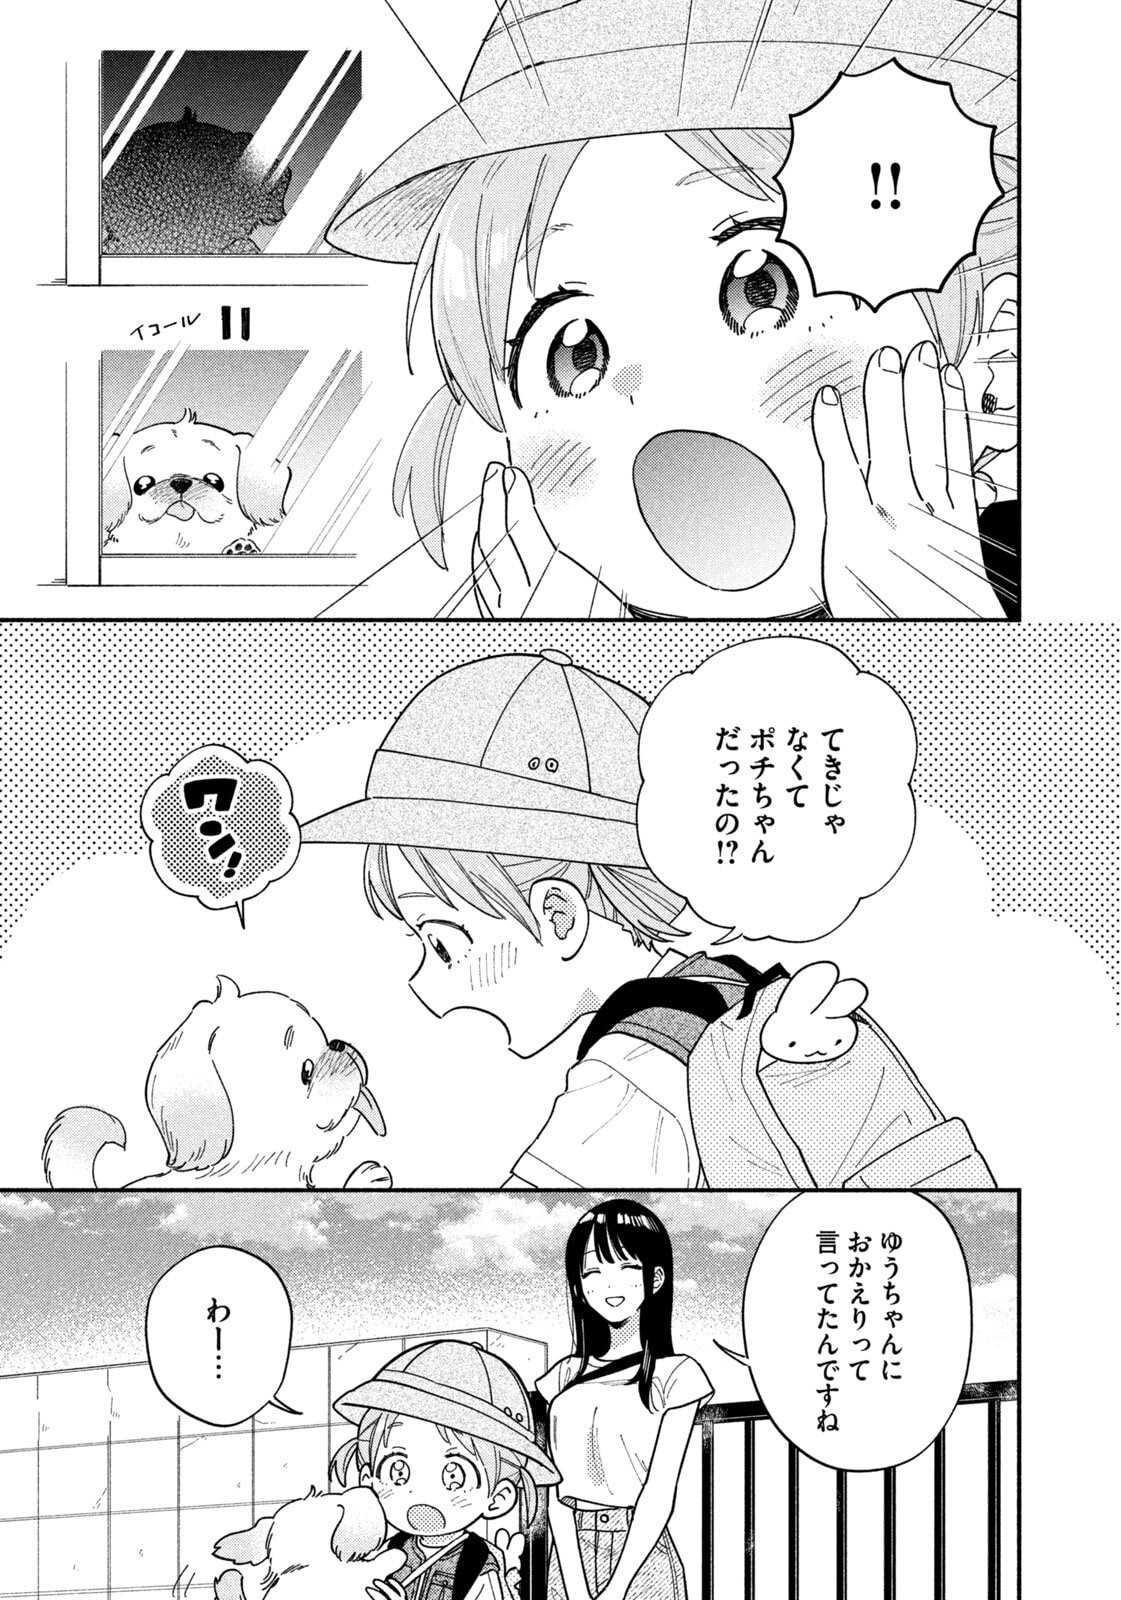 !!
イコール
てきじゃ
なくて
ポチちゃん
だったの!?
ワン!
ゆうちゃんに
おかえりって
言ってたんですね
わー…